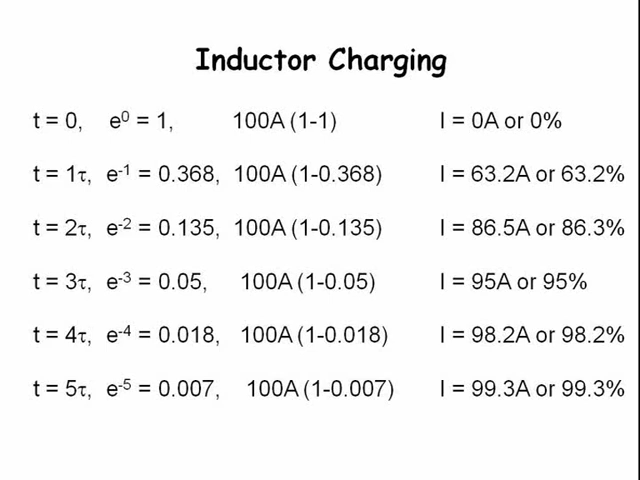 Inductor Charging
t = 0, e⁰ = 1, 100A (1-1) I = 0A or 0%
t = 1τ, e⁻¹ = 0.368, 100A (1-0.368) I = 63.2A or 63.2%
t = 2τ, e⁻² = 0.135, 100A (1-0.135) I = 86.5A or 86.3%
t = 3τ, e⁻³ = 0.05, 100A (1-0.05) I = 95A or 95%
t = 4τ, e⁻⁴ = 0.018, 100A (1-0.018) I = 98.2A or 98.2%
t = 5τ, e⁻⁵ = 0.007, 100A (1-0.007) I = 99.3A or 99.3%